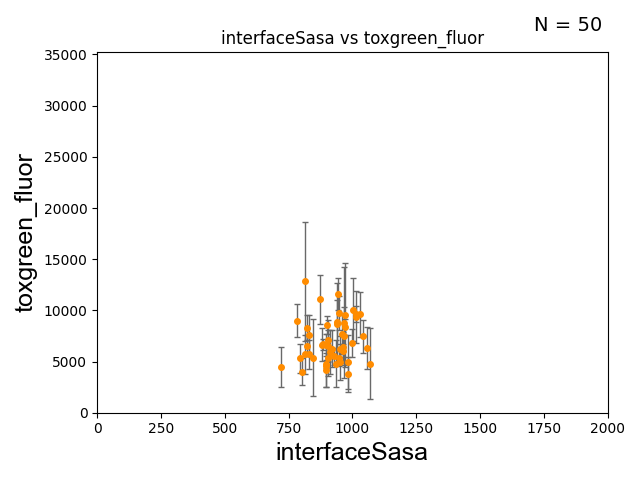 N = 50
interfaceSasa vs toxgreen_fluor
35000
30000
25000
20000
15000
10000
5000
0
toxgreen_fluor
0 250 500 750 1000 1250 1500 1750 2000
interfaceSasa